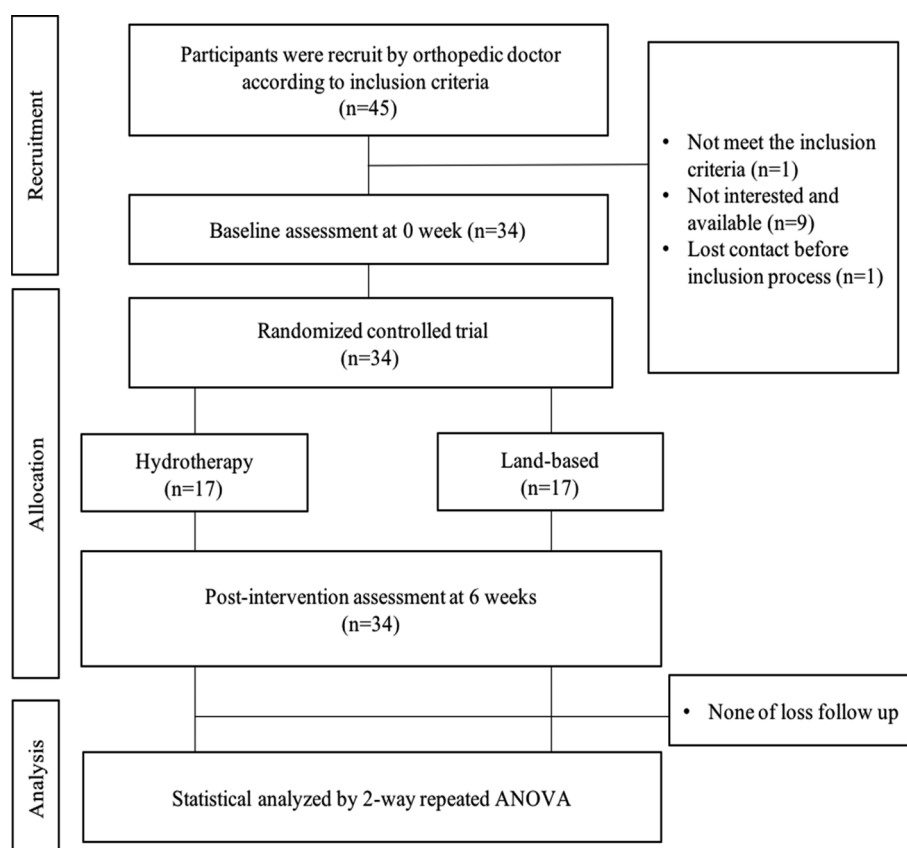 Recruitment
Participants were recruit by orthopedic doctor
according to inclusion criteria
(n=45)
• Not meet the inclusion
criteria (n=1)
• Not interested and
available (n=9)
• Lost contact before
inclusion process (n=1)
Baseline assessment at 0 week (n=34)
Allocation
Randomized controlled trial
(n=34)
Hydrotherapy
(n=17)
Land-based
(n=17)
Post-intervention assessment at 6 weeks
(n=34)
• None of loss follow up
Analysis
Statistical analyzed by 2-way repeated ANOVA